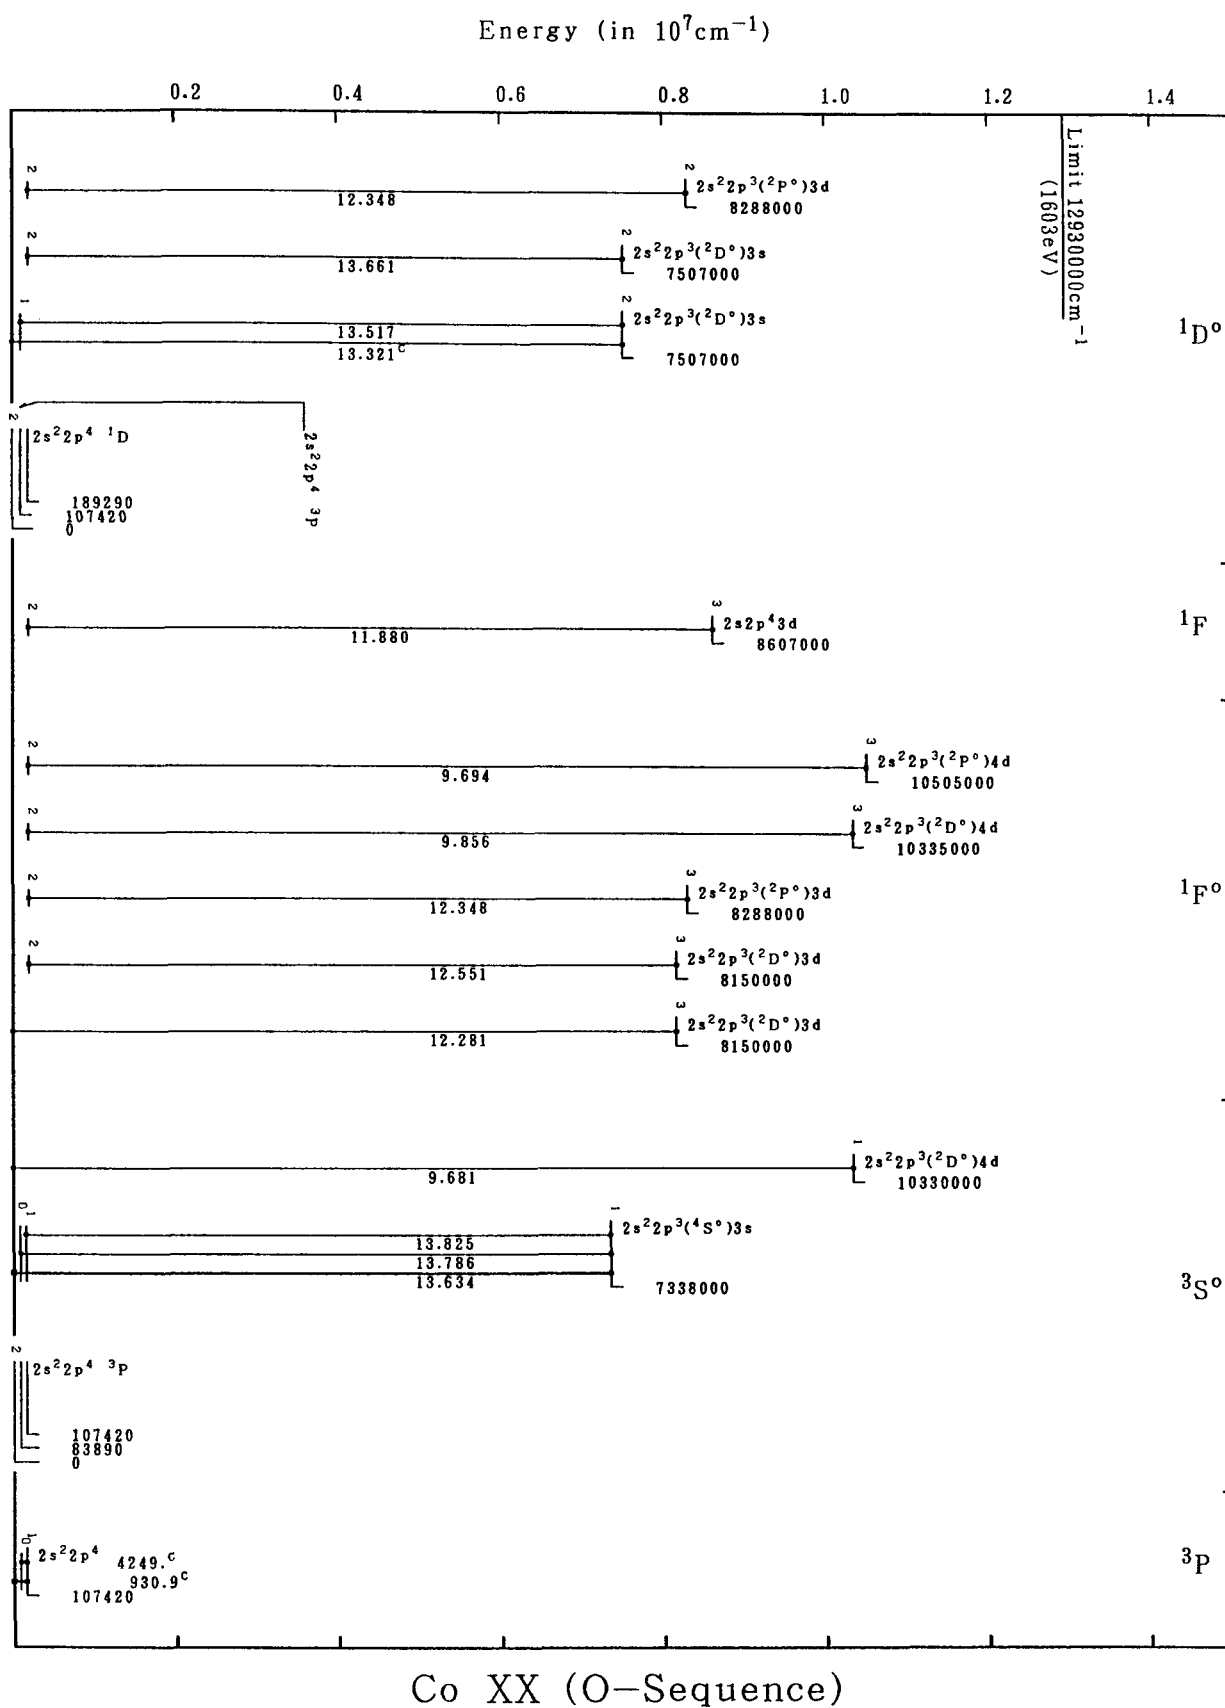 Energy (in 10⁷cm⁻¹)
0.2 0.4 0.6 0.8 1.0 1.2 1.4
Limit 12930000cm⁻¹
(1603eV)
2 2 2s²2p³(²P°)3d
12.348
8288000
2 2 2s²2p³(²D°)3s
13.661
7507000
1 2 2s²2p³(²D°)3s
13.517
13.321ᶜ
7507000
¹D°
2 2s²2p⁴ ¹D
2s²2p⁴ ³P
189290
107420
0
2 3 2s2p⁴3d
11.880
8607000
¹F
2 3 2s²2p³(²P°)4d
9.694
10505000
2 3 2s²2p³(²D°)4d
9.856
10335000
2 3 2s²2p³(²P°)3d
12.348
8288000
¹F°
2 3 2s²2p³(²D°)3d
12.551
8150000
3 2s²2p³(²D°)3d
12.281
8150000
1 2s²2p³(²D°)4d
9.681
10330000
0 1 1 2s²2p³(⁴S°)3s
13.825
13.786
13.634
7338000
³S°
2 2s²2p⁴ ³P
107420
83890
0
1 0 2s²2p⁴ 4249.ᶜ
930.9ᶜ
107420
³P
Co XX (O−Sequence)